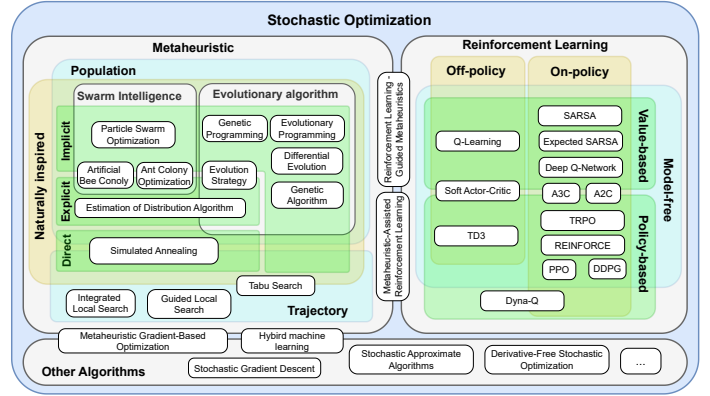 Stochastic Optimization
Metaheuristic
Reinforcement Learning
Population
Off-policy
On-policy
Swarm Intelligence
Evolutionary algorithm
Naturally inspired
Implicit
Explicit
Direct
Particle Swarm
Optimization
Artificial
Bee Conoly
Ant Colony
Optimization
Genetic
Programming
Evolutionary
Programming
Differential
Evolution
Evolution
Strategy
Genetic
Algorithm
Estimation of Distribution Algorithm
Simulated Annealing
Tabu Search
Integrated
Local Search
Guided Local
Search
Trajectory
Reinforcement Learning -
Guided Metaheuristics
Metaheuristic-Assisted
Reinforcement Learning
Q-Learning
Soft Actor-Critic
TD3
SARSA
Expected SARSA
Deep Q-Network
A3C
A2C
TRPO
REINFORCE
PPO
DDPG
Dyna-Q
Value-based
Policy-based
Model-free
Metaheuristic Gradient-Based
Optimization
Hybird machine
learning
Other Algorithms
Stochastic Gradient Descent
Stochastic Approximate
Algorithms
Derivative-Free Stochastic
Optimization
...